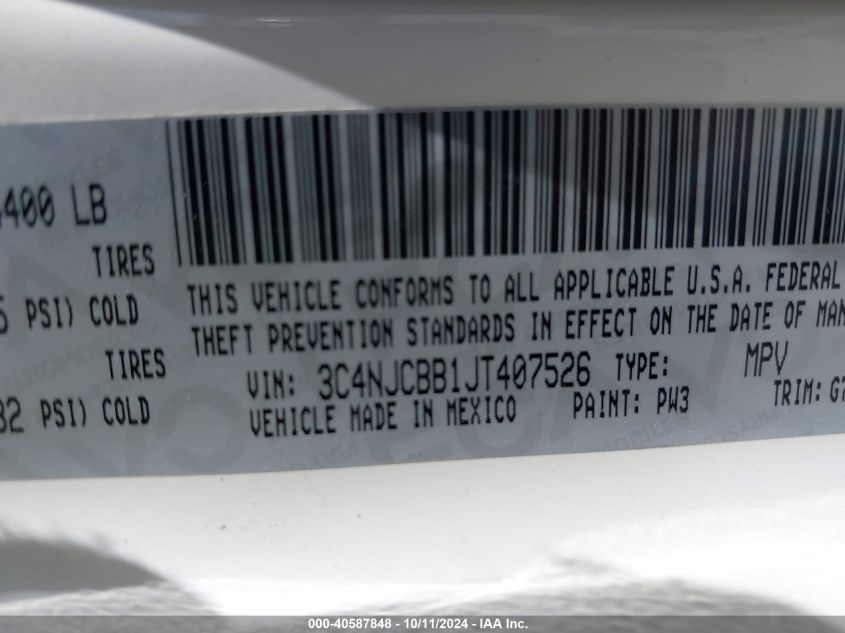 400 LB
TIRES
PSI) COLD
TIRES
32 PSI) COLD
THIS VEHICLE CONFORMS TO ALL APPLICABLE U.S.A. FEDERAL
THEFT PREVENTION STANDARDS IN EFFECT ON THE DATE OF MAN
VIN: 3C4NJCBB1JT407526 TYPE: MPV
VEHICLE MADE IN MEXICO PAINT: PW3 TRIM: G7
000-40587848 - 10/11/2024 - IAA Inc.